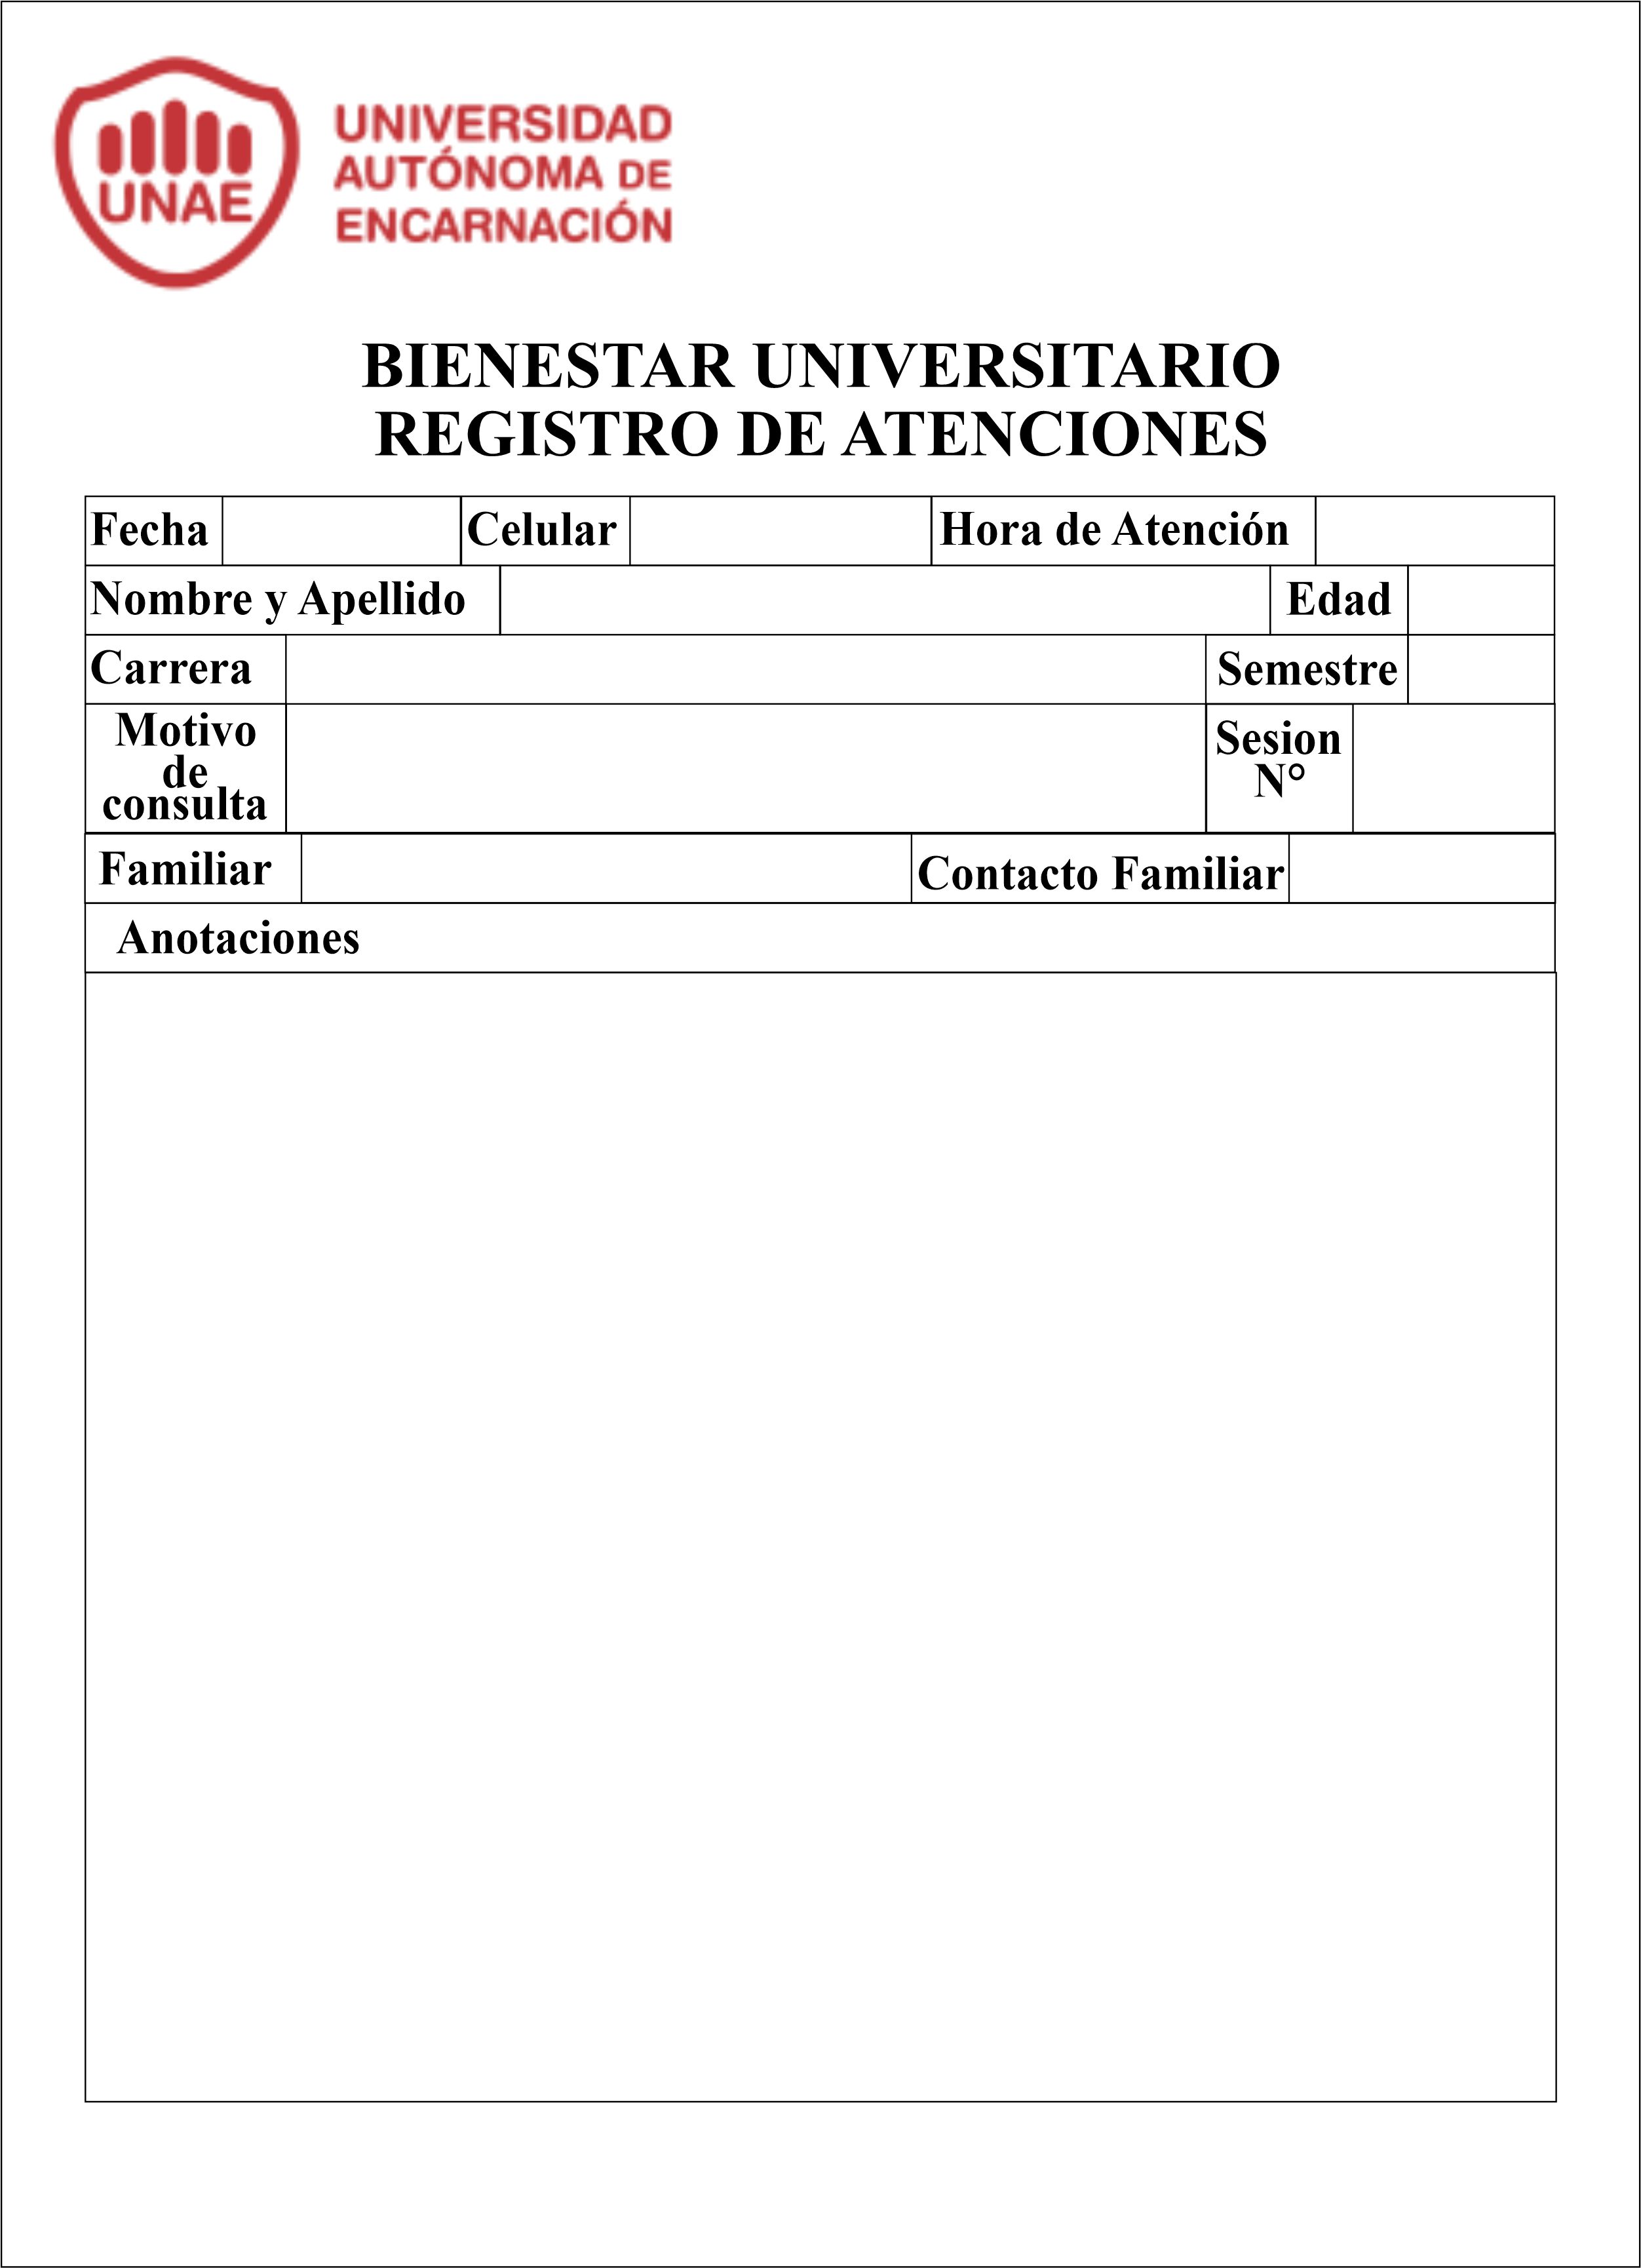 UNAE
UNIVERSIDAD
AUTÓNOMA DE
ENCARNACIÓN
BIENESTAR UNIVERSITARIO
REGISTRO DE ATENCIONES
Fecha Celular Hora de Atención
Nombre y Apellido Edad
Carrera Semestre
Motivo
de
consulta
Sesion
N°
Familiar Contacto Familiar
Anotaciones